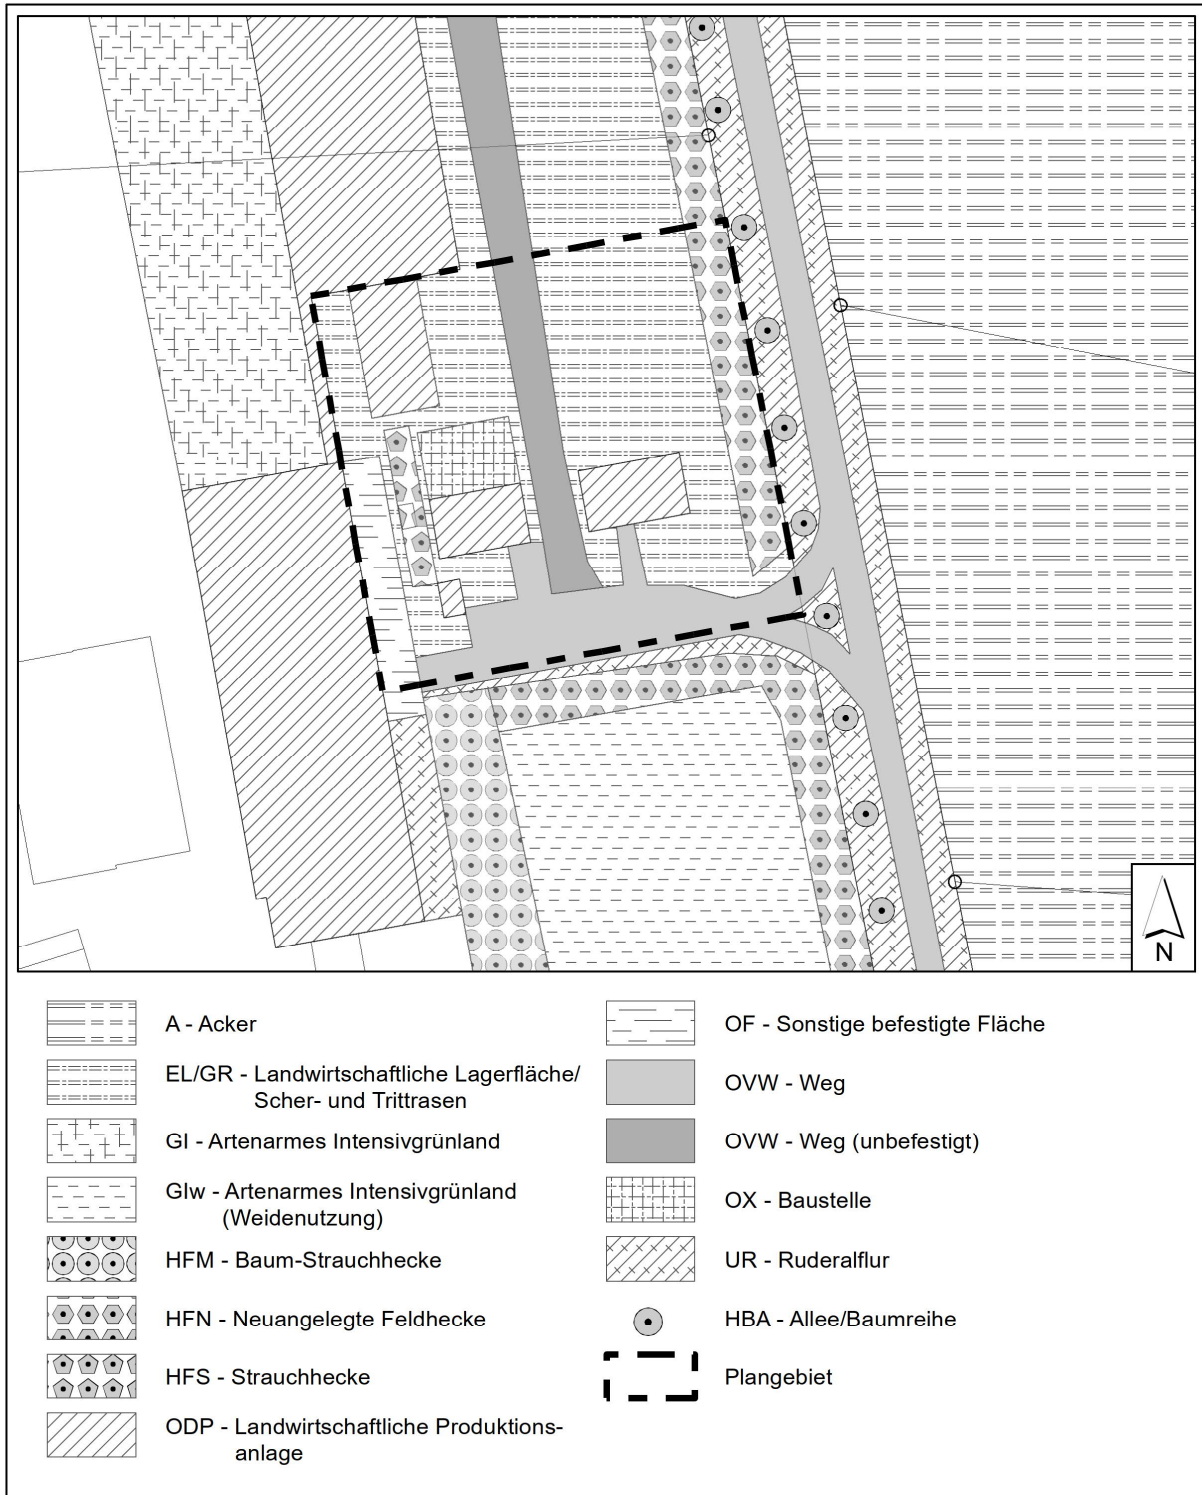 N
A - Acker
EL/GR - Landwirtschaftliche Lagerfläche/
Scher- und Trittrasen
GI - Artenarmes Intensivgrünland
GIw - Artenarmes Intensivgrünland
(Weidenutzung)
HFM - Baum-Strauchhecke
HFN - Neuangelegte Feldhecke
HFS - Strauchhecke
ODP - Landwirtschaftliche Produktions-
anlage
OF - Sonstige befestigte Fläche
OVW - Weg
OVW - Weg (unbefestigt)
OX - Baustelle
UR - Ruderalflur
HBA - Allee/Baumreihe
Plangebiet